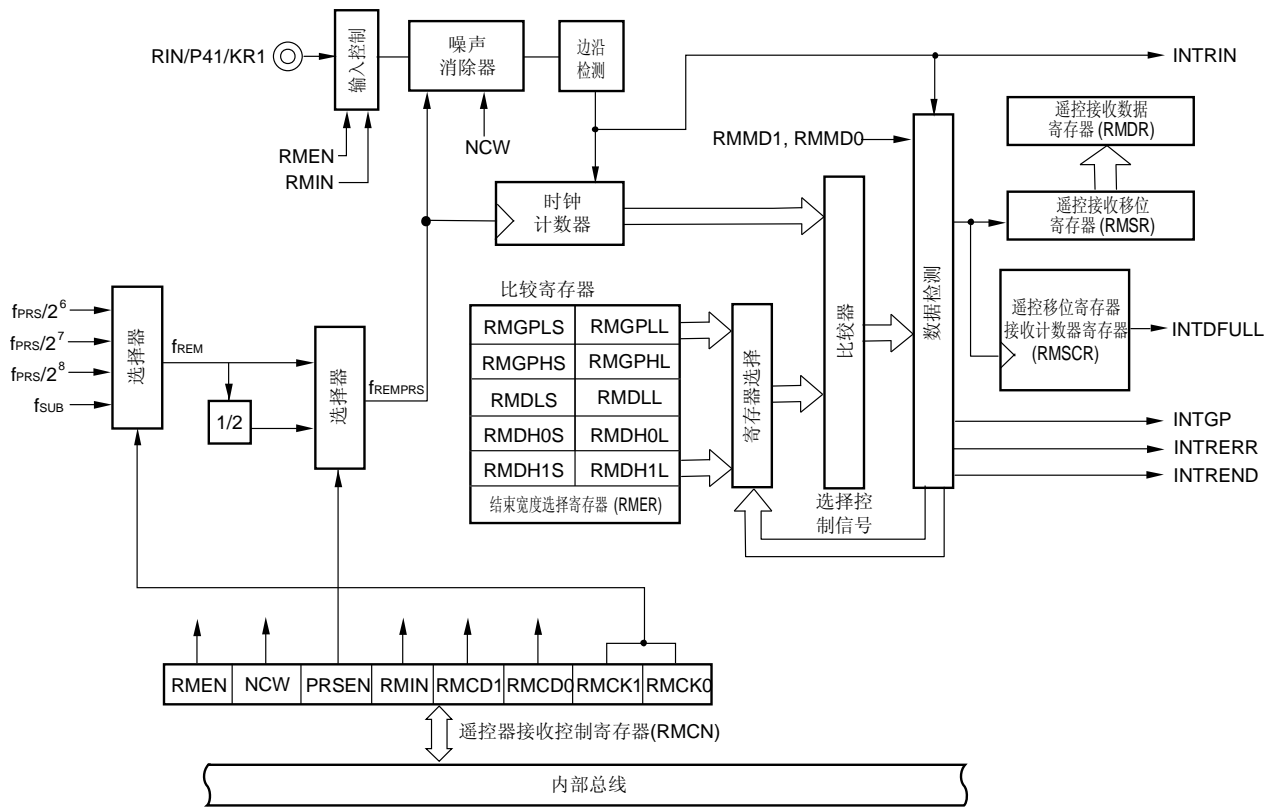 RIN/P41/KR1
输入控制
噪声
消除器
边沿
检测
INTRIN
RMEN
RMIN
NCW
RMMD1, RMMD0
遥控接收数据
寄存器 (RMDR)
时钟
计数器
遥控接收移位
寄存器 (RMSR)
数据检测
比较器
fPRS/2^6
fPRS/2^7
fPRS/2^8
fSUB
选择器
fREM
1/2
选择器
fREMPRS
比较寄存器
RMGPLS RMGPLL
RMGPHS RMGPHL
RMDLS RMDLL
RMDH0S RMDH0L
RMDH1S RMDH1L
结束宽度选择寄存器 (RMER)
寄存器选择
选择控
制信号
遥控移位寄存器
接收计数器寄存器
(RMSCR)
INTDFULL
INTGP
INTRERR
INTREND
RMEN NCW PRSEN RMIN RMCD1 RMCD0 RMCK1 RMCK0
遥控器接收控制寄存器(RMCN)
内部总线